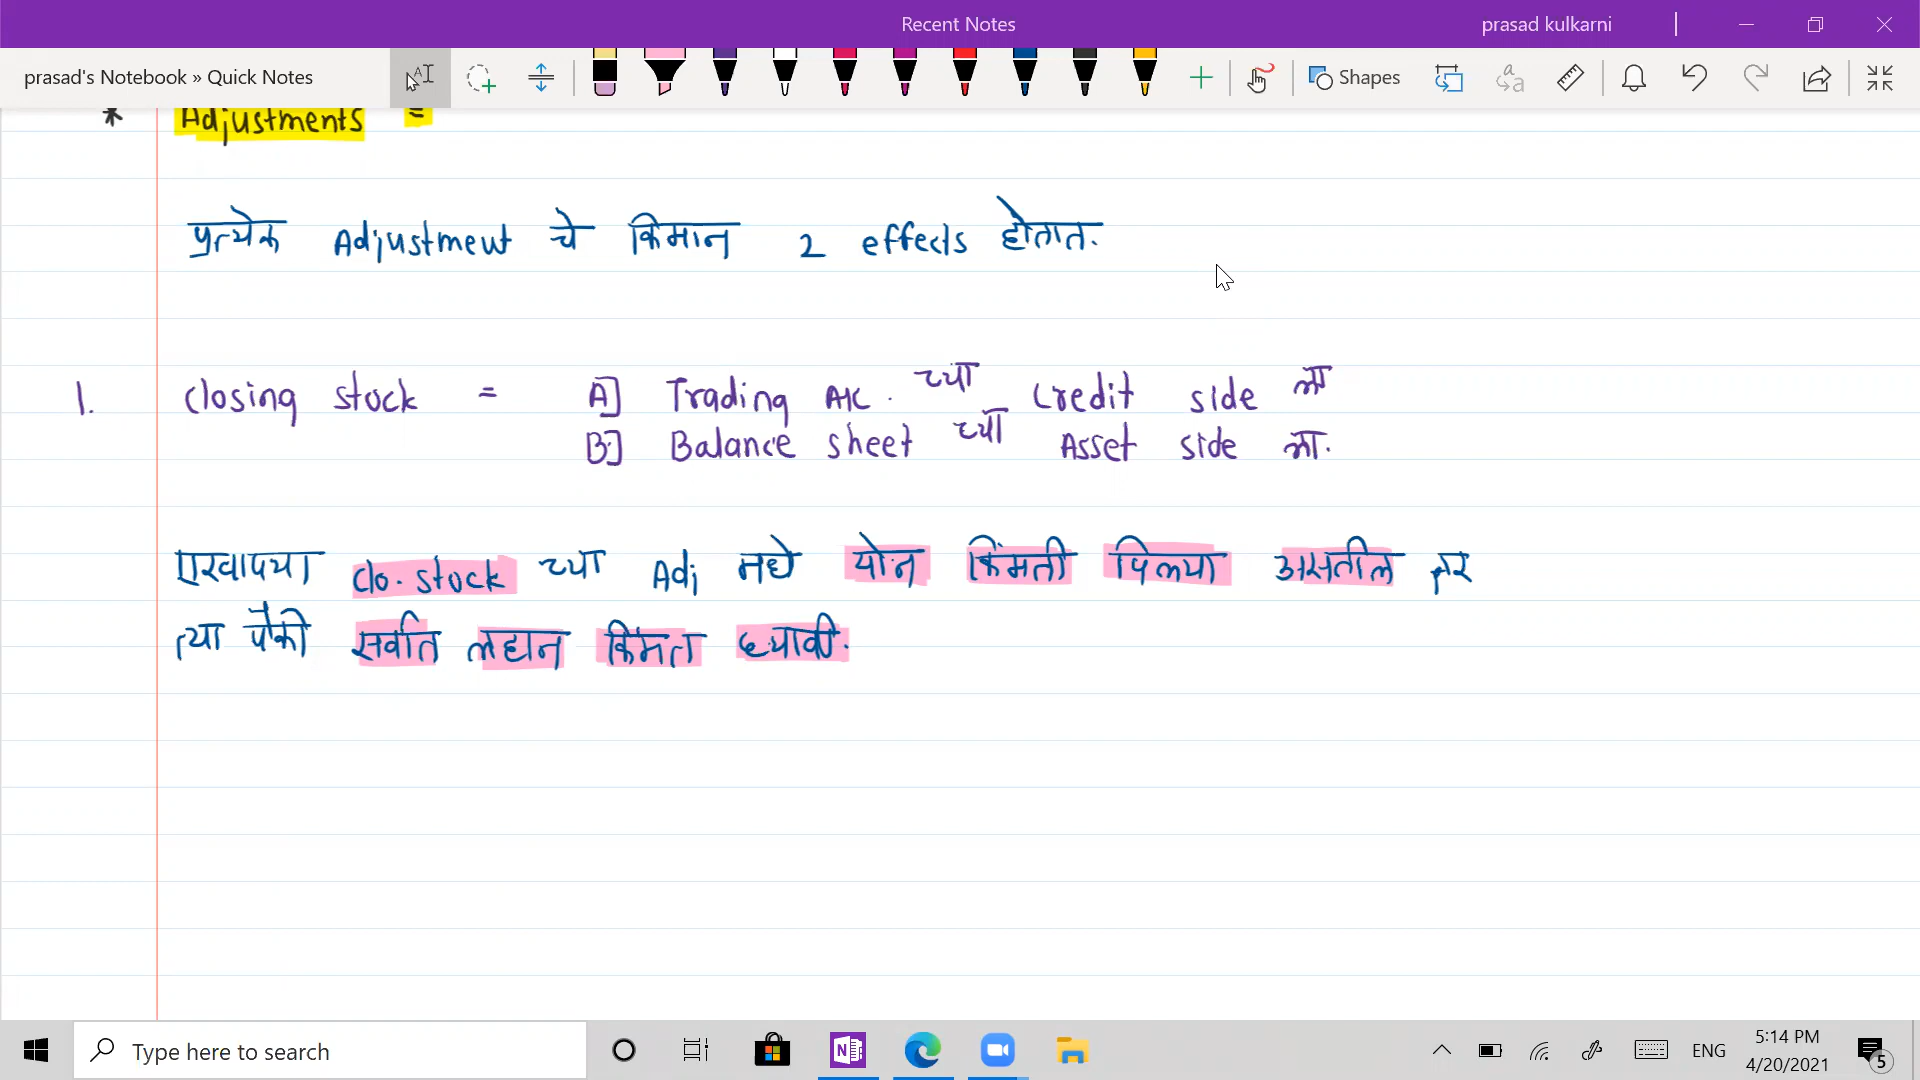 Recent Notes
prasad kulkarni
prasad's Notebook » Quick Notes
Shapes
* Adjustments =
प्रत्येक Adjustment चे किमान 2 effects होतात.
1. Closing stock = A] Trading A/c. च्या Credit side ला
B] Balance sheet च्या Asset side ला.
एखाद्या Clo. stock च्या Adj मधे दोन किंमती दिल्या असतील तर
त्या पैकी सर्वात लहान किंमत घ्यावी.
Type here to search
ENG
5:14 PM
4/20/2021
5